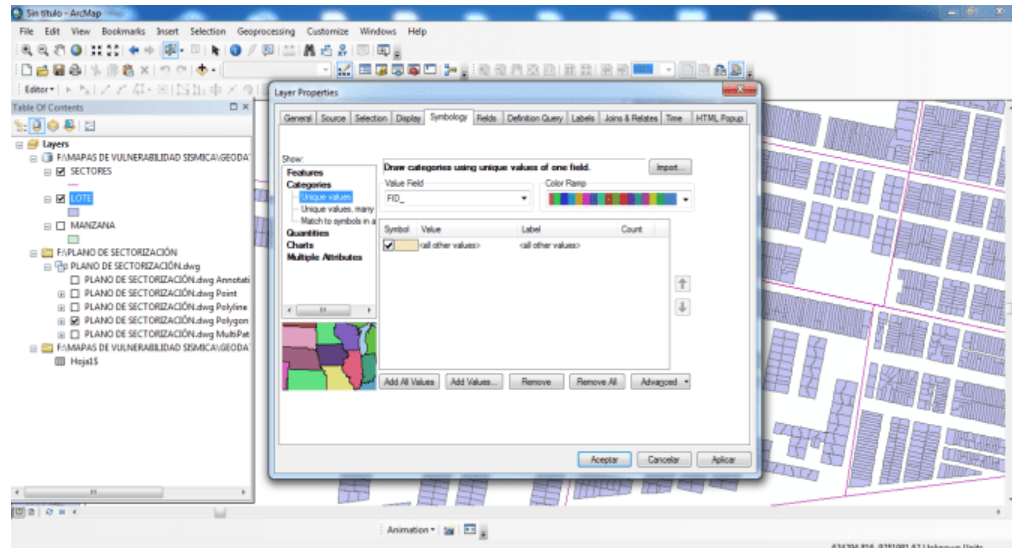 Sin título - ArcMap
File Edit View Bookmarks Insert Selection Geoprocessing Customize Windows Help
Editor
Table Of Contents
Layer Properties
General Source Selection Display Symbology Fields Definition Query Labels Joins & Relates Time HTML Popup
Layers
F:\MAPAS DE VULNERABILIDAD SISMICA\GEODA
SECTORES
LOTE
MANZANA
F:\PLANO DE SECTORIZACIÓN
PLANO DE SECTORIZACIÓN.dwg
PLANO DE SECTORIZACIÓN.dwg Annotati
PLANO DE SECTORIZACIÓN.dwg Point
PLANO DE SECTORIZACIÓN.dwg Polyline
PLANO DE SECTORIZACIÓN.dwg Polygon
PLANO DE SECTORIZACIÓN.dwg MultiPat
F:\MAPAS DE VULNERABILIDAD SISMICA\GEODA
Hoja1$
Show:
Features
Categories
Unique values
Unique values, many
Match to symbols in a
Quantities
Charts
Multiple Attributes
Draw categories using unique values of one field.
Import...
Value Field
Color Ramp
FID_
Symbol Value Label Count
<all other values> <all other values>
Add All Values Add Values... Remove Remove All Advanced
Aceptar Cancelar Aplicar
Animation